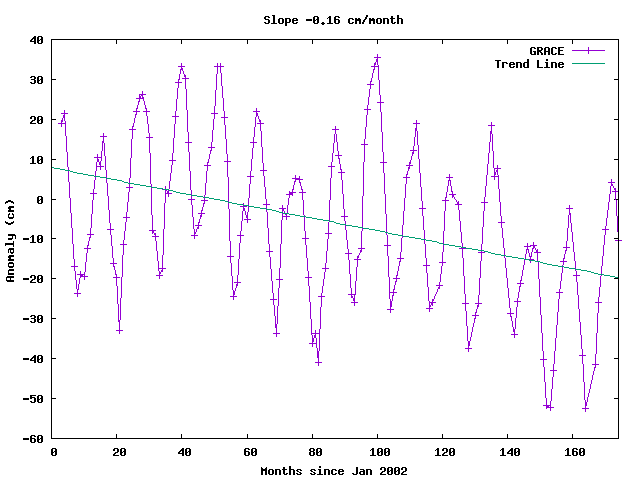 Slope -0.16 cm/month
GRACE
Trend Line
40
30
20
10
0
-10
-20
-30
-40
-50
-60
Anomaly (cm)
0 20 40 60 80 100 120 140 160
Months since Jan 2002